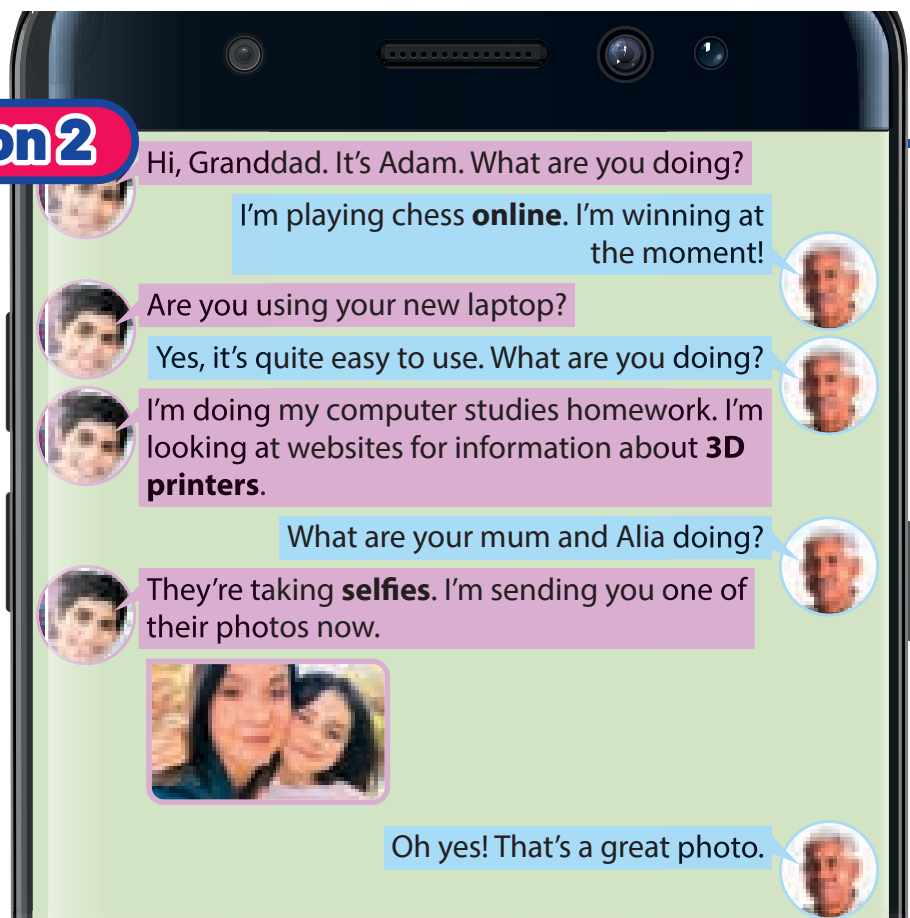 on 2
Hi, Granddad. It's Adam. What are you doing?
I'm playing chess online. I'm winning at
the moment!
Are you using your new laptop?
Yes, it's quite easy to use. What are you doing?
I'm doing my computer studies homework. I'm
looking at websites for information about 3D
printers.
What are your mum and Alia doing?
They're taking selfies. I'm sending you one of
their photos now.
Oh yes! That's a great photo.